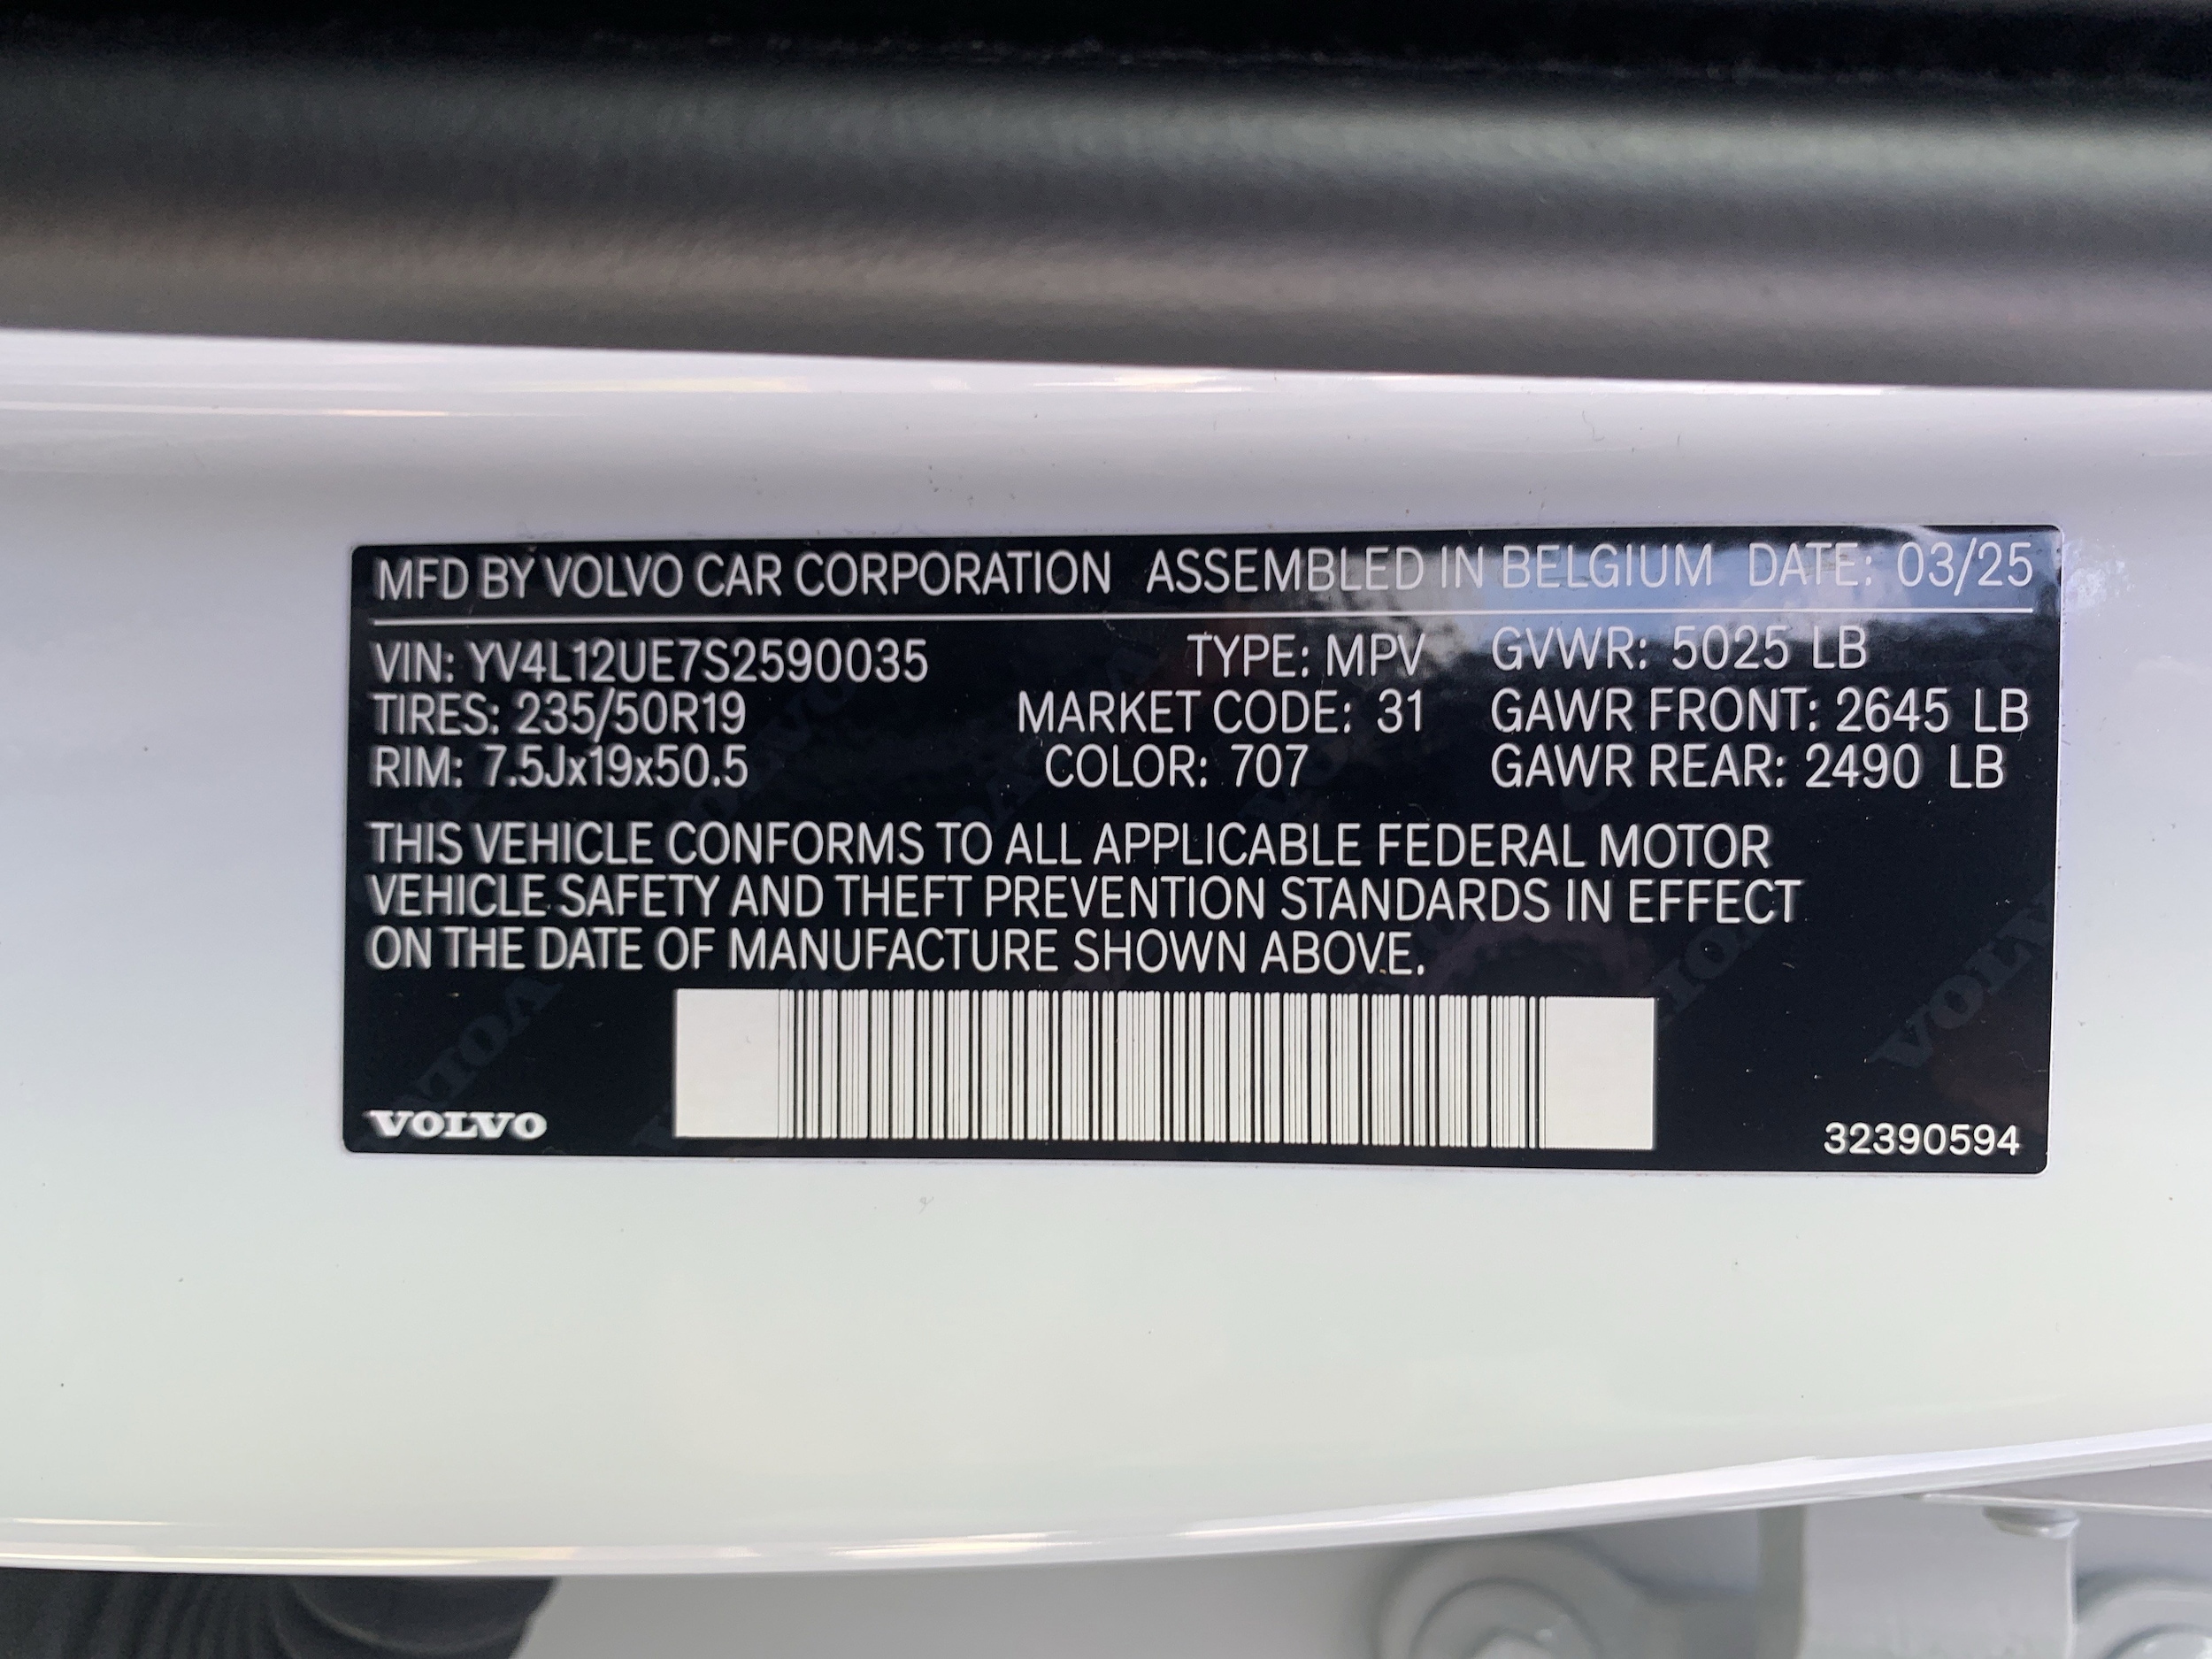 MFD BY VOLVO CAR CORPORATION ASSEMBLED IN BELGIUM DATE: 03/25
VIN: YV4L12UE7S2590035 TYPE: MPV GVWR: 5025 LB
TIRES: 235/50R19 MARKET CODE: 31 GAWR FRONT: 2645 LB
RIM: 7.5Jx19x50.5 COLOR: 707 GAWR REAR: 2490 LB
THIS VEHICLE CONFORMS TO ALL APPLICABLE FEDERAL MOTOR
VEHICLE SAFETY AND THEFT PREVENTION STANDARDS IN EFFECT
ON THE DATE OF MANUFACTURE SHOWN ABOVE.
VOLVO 32390594